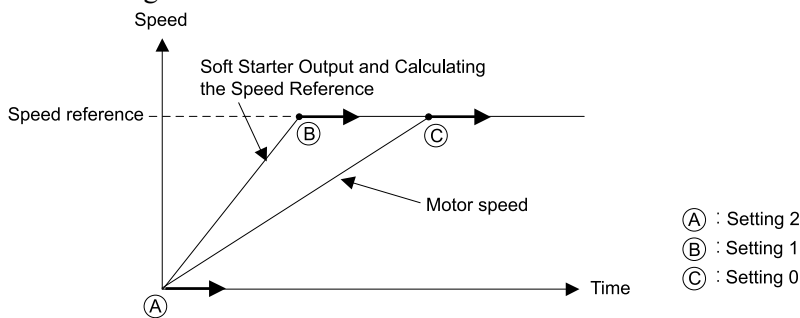 Speed
Soft Starter Output and Calculating
the Speed Reference
Speed reference
B
C
Motor speed
A : Setting 2
B : Setting 1
C : Setting 0
Time
A